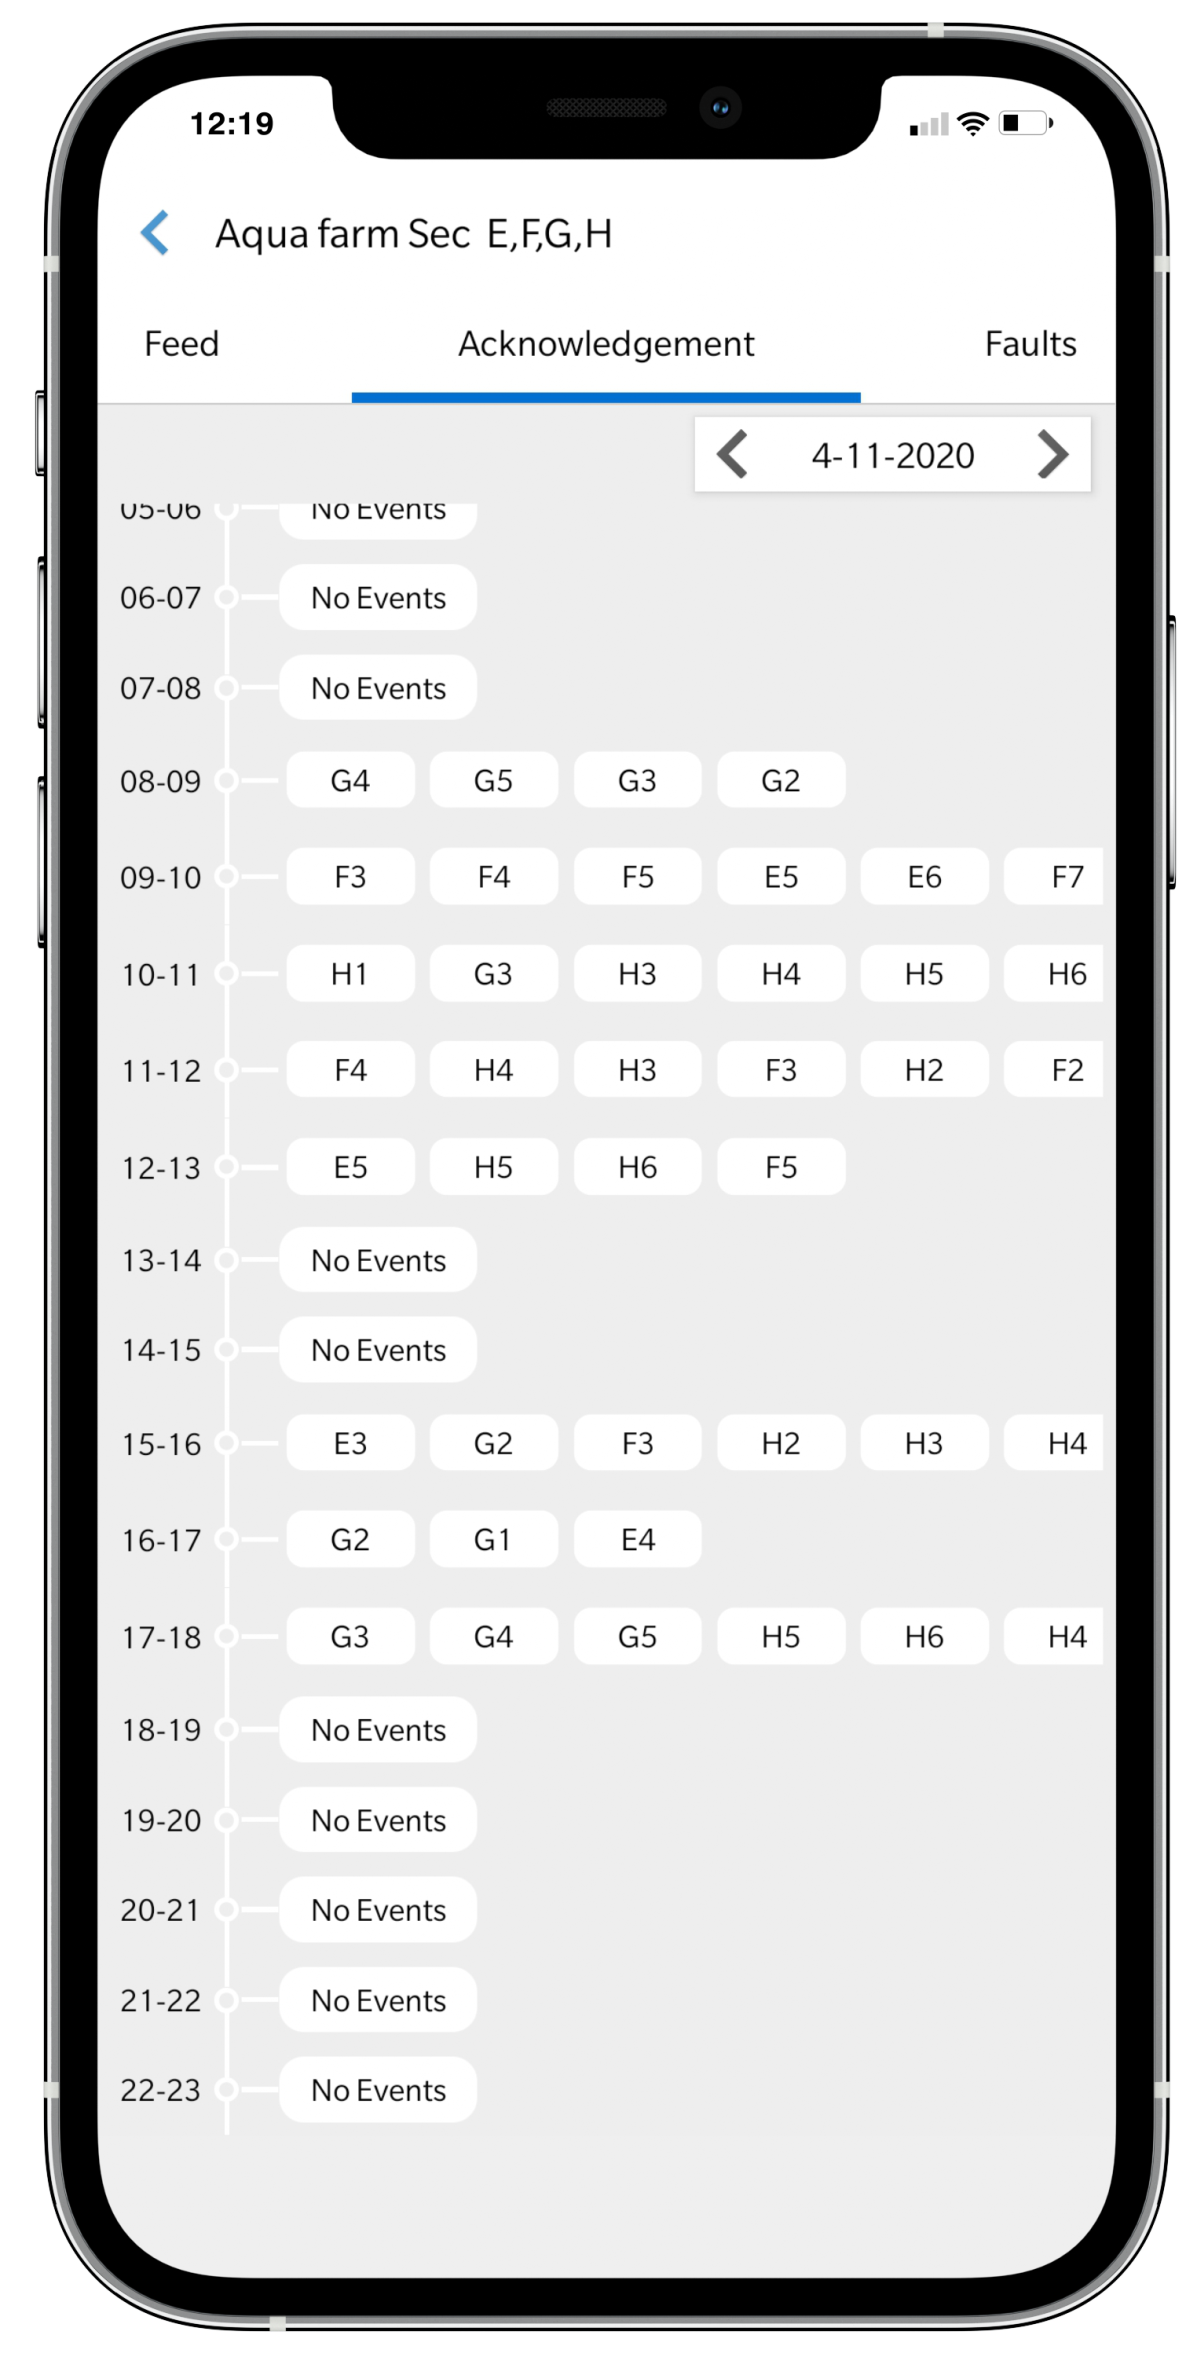 12:19
Aqua farm Sec E,F,G,H
Feed Acknowledgement Faults
4-11-2020
05-06 No Events
06-07 No Events
07-08 No Events
08-09 G4 G5 G3 G2
09-10 F3 F4 F5 E5 E6 F7
10-11 H1 G3 H3 H4 H5 H6
11-12 F4 H4 H3 F3 H2 F2
12-13 E5 H5 H6 F5
13-14 No Events
14-15 No Events
15-16 E3 G2 F3 H2 H3 H4
16-17 G2 G1 E4
17-18 G3 G4 G5 H5 H6 H4
18-19 No Events
19-20 No Events
20-21 No Events
21-22 No Events
22-23 No Events